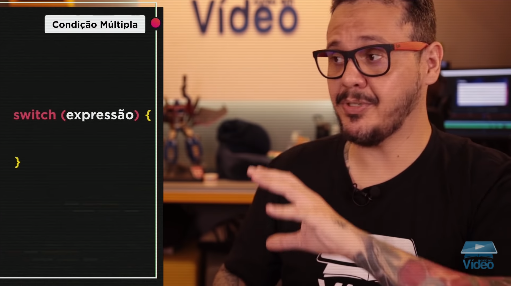 Condição Múltipla
switch (expressão) {
}
Vídeo
Vídeo